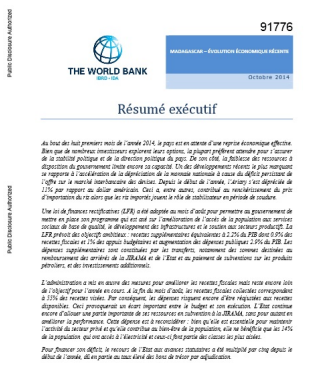 91776
Public Disclosure Authorized
THE WORLD BANK
IBRD • IDA
MADAGASCAR – ÉVOLUTION ÉCONOMIQUE RÉCENTE
Octobre 2014
Résumé exécutif
Au bout des huit premiers mois de l'année 2014, le pays est en attente d'une reprise économique effective.
Bien que de nombreux investisseurs explorent leurs options, la plupart préfèrent attendre pour s'assurer
de la stabilité politique et de la direction politique du pays. De son côté, la faiblesse des ressources à
disposition du gouvernement limite encore sa capacité. Un des développements récents le plus marquant
se rapporte à l'accélération de la dépréciation de la monnaie nationale à cause du déficit persistant de
l'offre sur le marché interbancaire des devises. Depuis le début de l'année, l'Ariary s'est déprécié de
11% par rapport au dollar américain. Ceci a, entre autres, contribué au renchérissement du prix
d'importation du riz alors que les riz importés jouent le rôle de stabilisateur en période de soudure.
Une loi de finances rectificatives (LFR) a été adoptée au mois d'août pour permettre au gouvernement de
mettre en place son programme qui est axé sur l'amélioration de l'accès de la population aux services
sociaux de base de qualité, le développement des infrastructures et le soutien aux secteurs productifs. La
LFR prévoit des objectifs ambitieux : recettes supplémentaires équivalents à 2.2% du PIB dont 0.9% des
recettes fiscales et 1% des appuis budgétaires et augmentation des dépenses publiques 2.9% du PIB. Les
dépenses supplémentaires sont constituées par les transferts, notamment des sommes destinées au
remboursement des arriérés de la JIRAMA et de l'Etat et au paiement de subventions sur les produits
pétroliers, et des investissements additionnels.
L'administration a mis en œuvre des mesures pour améliorer les recettes fiscales mais reste encore loin
de l'objectif pour l'année en cours. A la fin du mois d'août, les recettes fiscales collectées correspondent
à 55% des recettes visées. Par conséquent, les dépenses risquent encore d'être réajustées aux recettes
disponibles. Ceci provoquerait un écart important entre le budget et son exécution. L'Etat continue
encore d'allouer une partie importante de ses ressources en subvention à la JIRAMA, sans pour autant en
améliorer la performance. Cette dépense est à reconsidérer : bien qu'elle est essentielle pour maintenir
l'activité du secteur privé et qu'elle contribue au bien-être de la population, elle ne bénéficie que les 14%
de la population, qui ont accès à l'électricité et ceux-ci font partie des classes les plus aisées.
Pour financer son déficit, le recours de l'Etat aux avances statutaires a été multiplié par cinq depuis le
début de l'année, dû en partie au taux élevé des bons de trésor par adjudication.
Public Disclosure Authorized